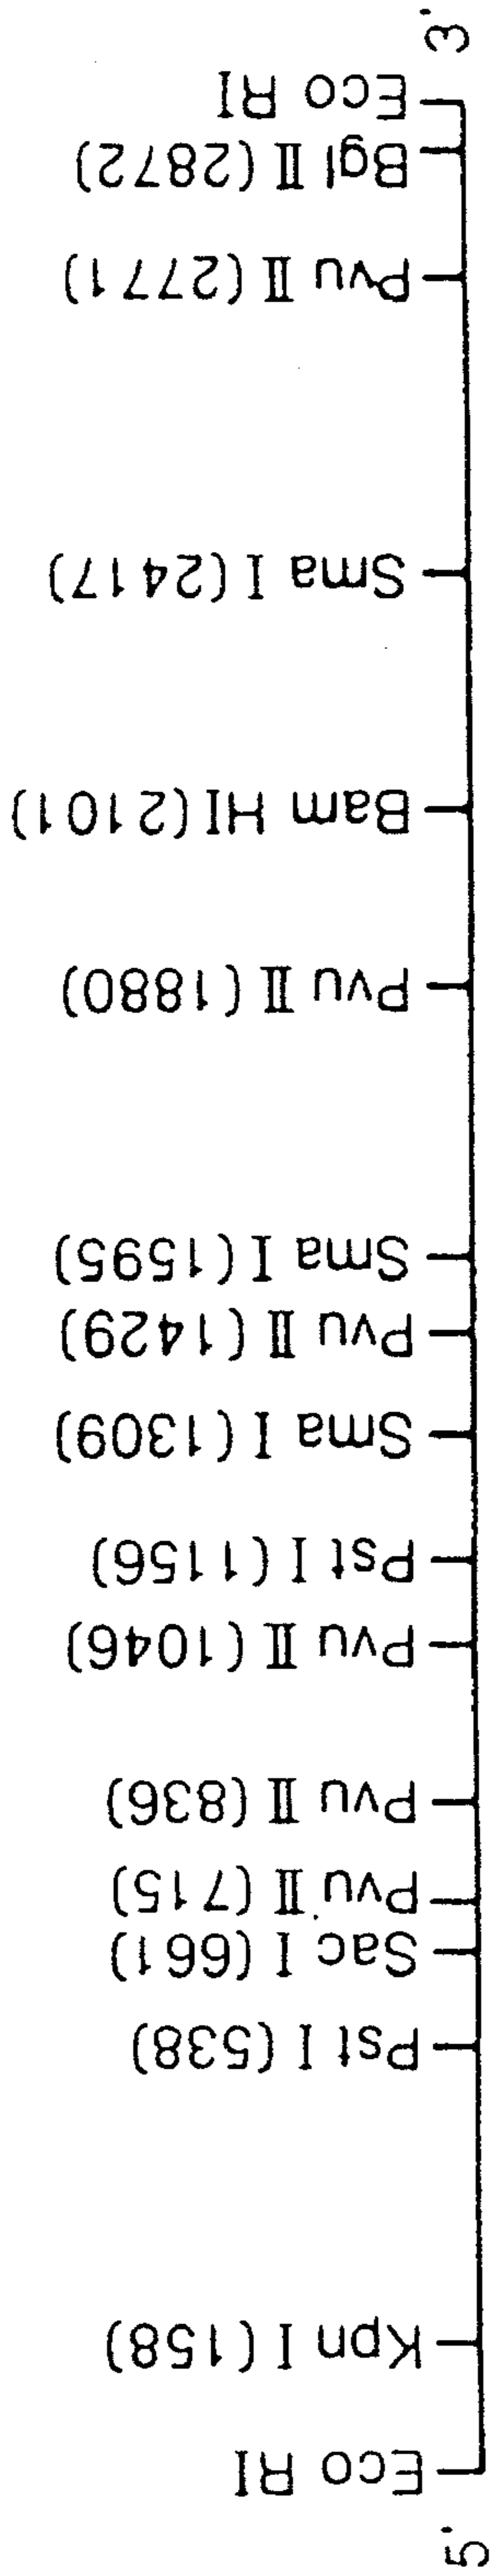 5'
Eco RI
Kpn I (158)
Pst I (538)
Sac I (661)
Pvu II (715)
Pvu II (836)
Pvu II (1046)
Pst I (1156)
Sma I (1309)
Pvu II (1429)
Sma I (1595)
Pvu II (1880)
Bam HI (2101)
Sma I (2417)
Pvu II (2771)
Bgl II (2872)
Eco RI
3'